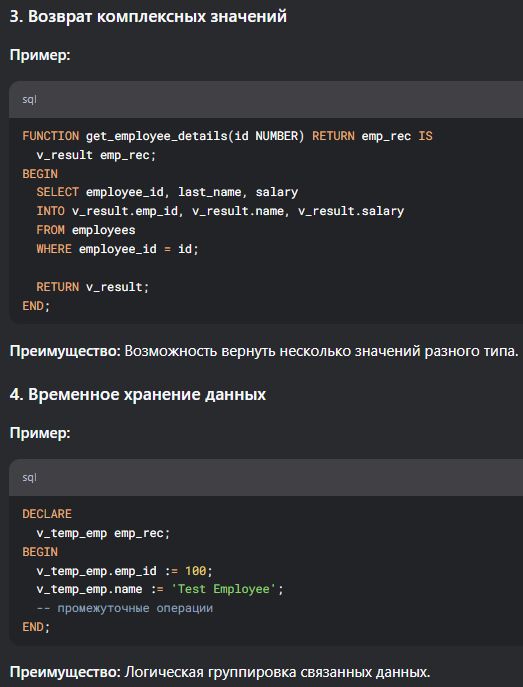 3. Возврат комплексных значений
Пример:
sql
FUNCTION get_employee_details(id NUMBER) RETURN emp_rec IS
  v_result emp_rec;
BEGIN
  SELECT employee_id, last_name, salary
  INTO v_result.emp_id, v_result.name, v_result.salary
  FROM employees
  WHERE employee_id = id;

  RETURN v_result;
END;
Преимущество: Возможность вернуть несколько значений разного типа.
4. Временное хранение данных
Пример:
sql
DECLARE
  v_temp_emp emp_rec;
BEGIN
  v_temp_emp.emp_id := 100;
  v_temp_emp.name := 'Test Employee';
  -- промежуточные операции
END;
Преимущество: Логическая группировка связанных данных.